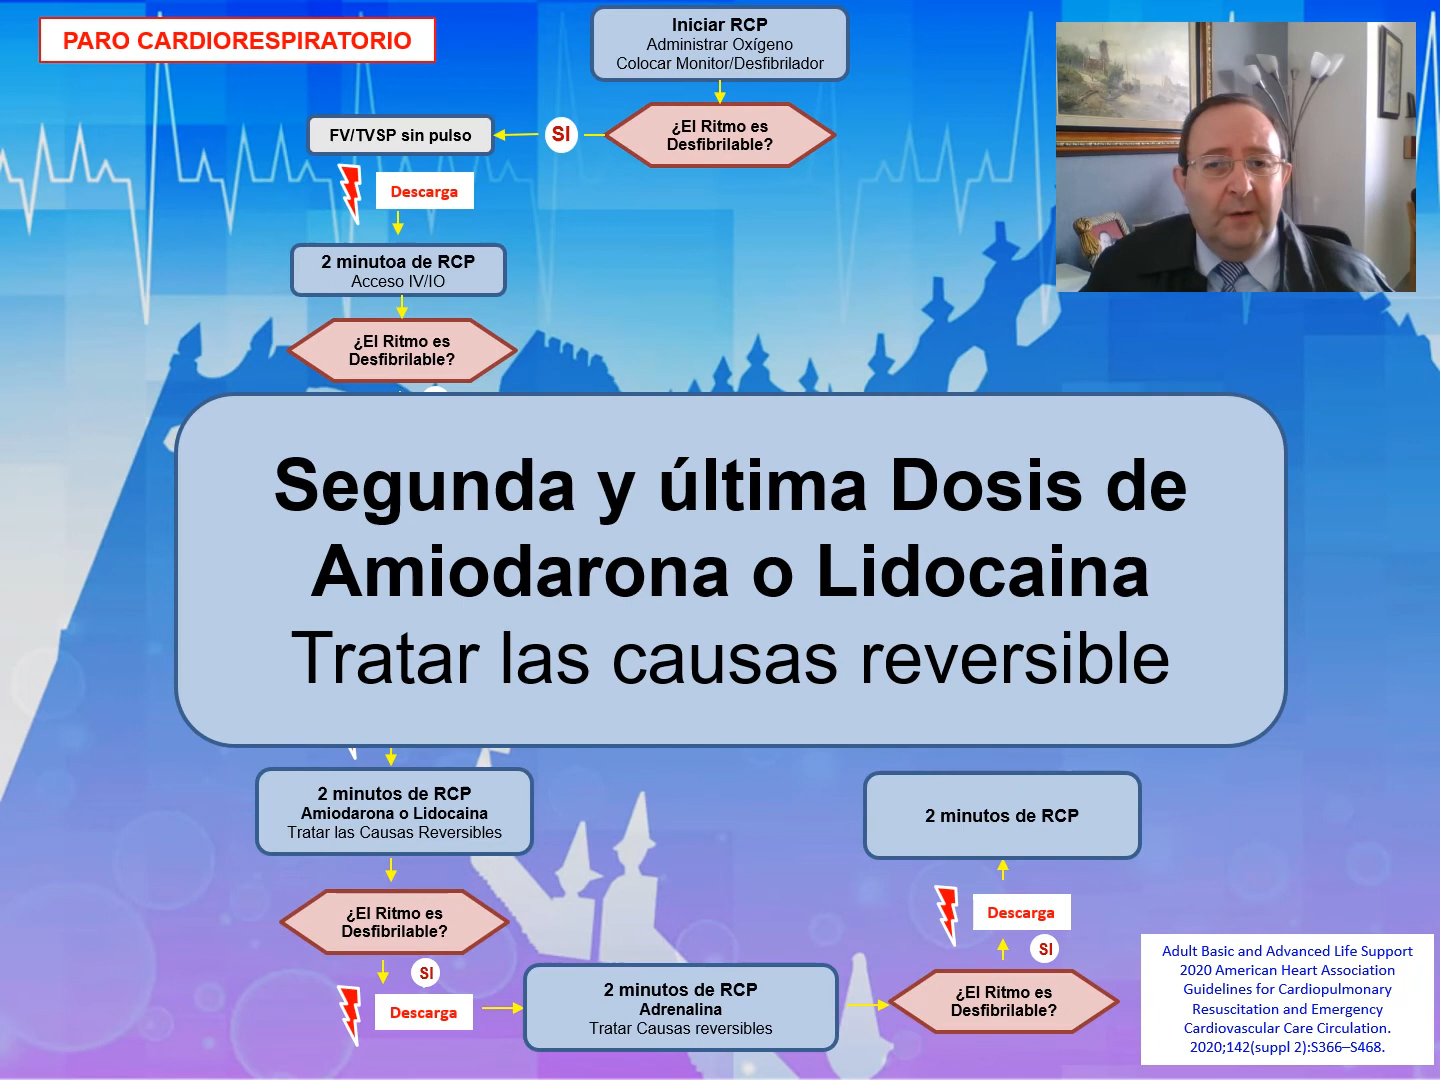 PARO CARDIORESPIRATORIO
Iniciar RCP
Administrar Oxígeno
Colocar Monitor/Desfibrilador
¿El Ritmo es
Desfibrilable?
SI
FV/TVSP sin pulso
Descarga
2 minutoa de RCP
Acceso IV/IO
¿El Ritmo es
Desfibrilable?
Segunda y última Dosis de
Amiodarona o Lidocaina
Tratar las causas reversible
2 minutos de RCP
Amiodarona o Lidocaina
Tratar las Causas Reversibles
¿El Ritmo es
Desfibrilable?
SI
Descarga
2 minutos de RCP
Adrenalina
Tratar Causas reversibles
¿El Ritmo es
Desfibrilable?
SI
Descarga
2 minutos de RCP
Adult Basic and Advanced Life Support
2020 American Heart Association
Guidelines for Cardiopulmonary
Resuscitation and Emergency
Cardiovascular Care Circulation.
2020;142(suppl 2):S366–S468.